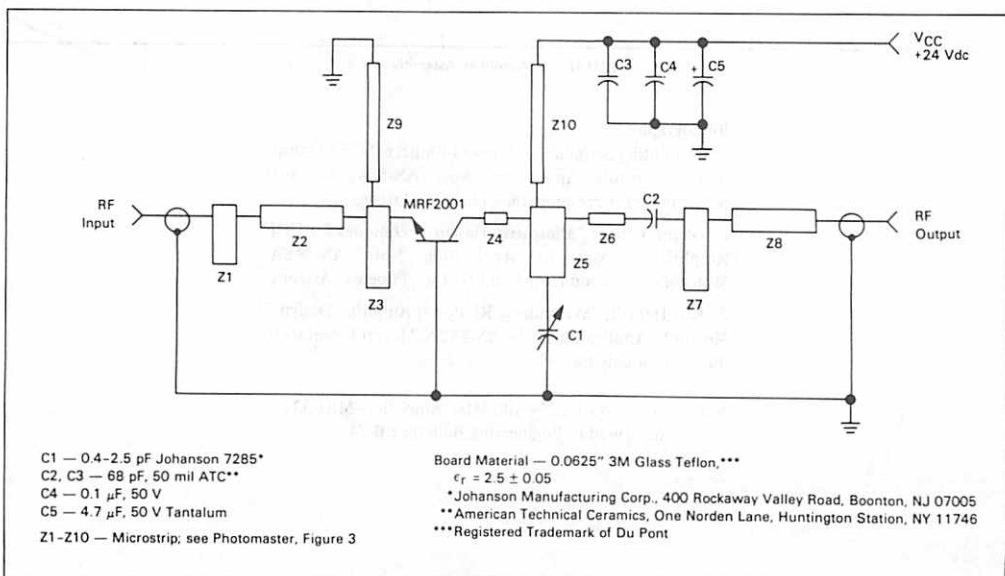 VCC
+24 Vdc
C3
C4
+
C5
Z9
Z10
RF
Input
MRF2001
C2
RF
Output
Z1
Z2
Z3
Z4
Z5
Z6
Z7
Z8
C1
C1 — 0.4-2.5 pF Johanson 7285*
C2, C3 — 68 pF, 50 mil ATC**
C4 — 0.1 μF, 50 V
C5 — 4.7 μF, 50 V Tantalum
Z1-Z10 — Microstrip; see Photomaster, Figure 3
Board Material — 0.0625" 3M Glass Teflon,***
εr = 2.5 ± 0.05
*Johanson Manufacturing Corp., 400 Rockaway Valley Road, Boonton, NJ 07005
**American Technical Ceramics, One Norden Lane, Huntington Station, NY 11746
***Registered Trademark of Du Pont